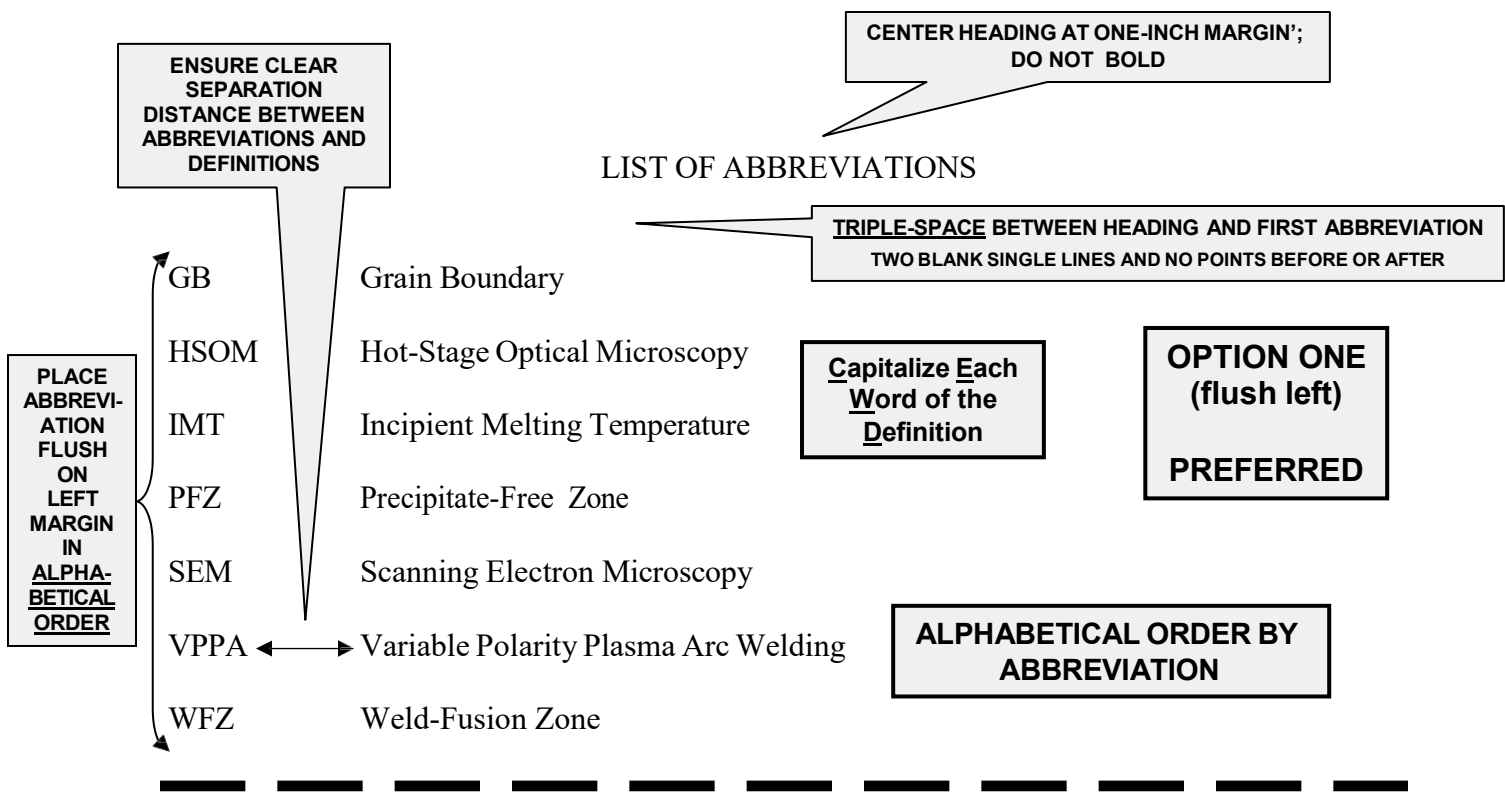 CENTER HEADING AT ONE-INCH MARGIN’;
DO NOT BOLD
ENSURE CLEAR
SEPARATION
DISTANCE BETWEEN
ABBREVIATIONS AND
DEFINITIONS
LIST OF ABBREVIATIONS
TRIPLE-SPACE BETWEEN HEADING AND FIRST ABBREVIATION
TWO BLANK SINGLE LINES AND NO POINTS BEFORE OR AFTER
PLACE
ABBREVI-
ATION
FLUSH
ON
LEFT
MARGIN
IN
ALPHA-
BETICAL
ORDER
GB Grain Boundary
HSOM Hot-Stage Optical Microscopy
IMT Incipient Melting Temperature
PFZ Precipitate-Free Zone
SEM Scanning Electron Microscopy
VPPA Variable Polarity Plasma Arc Welding
WFZ Weld-Fusion Zone
Capitalize Each
Word of the
Definition
OPTION ONE
(flush left)
PREFERRED
ALPHABETICAL ORDER BY
ABBREVIATION